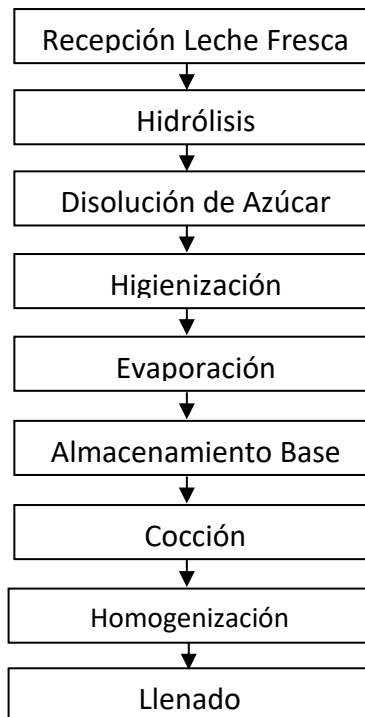 Recepción Leche Fresca
Hidrólisis
Disolución de Azúcar
Higienización
Evaporación
Almacenamiento Base
Cocción
Homogenización
Llenado